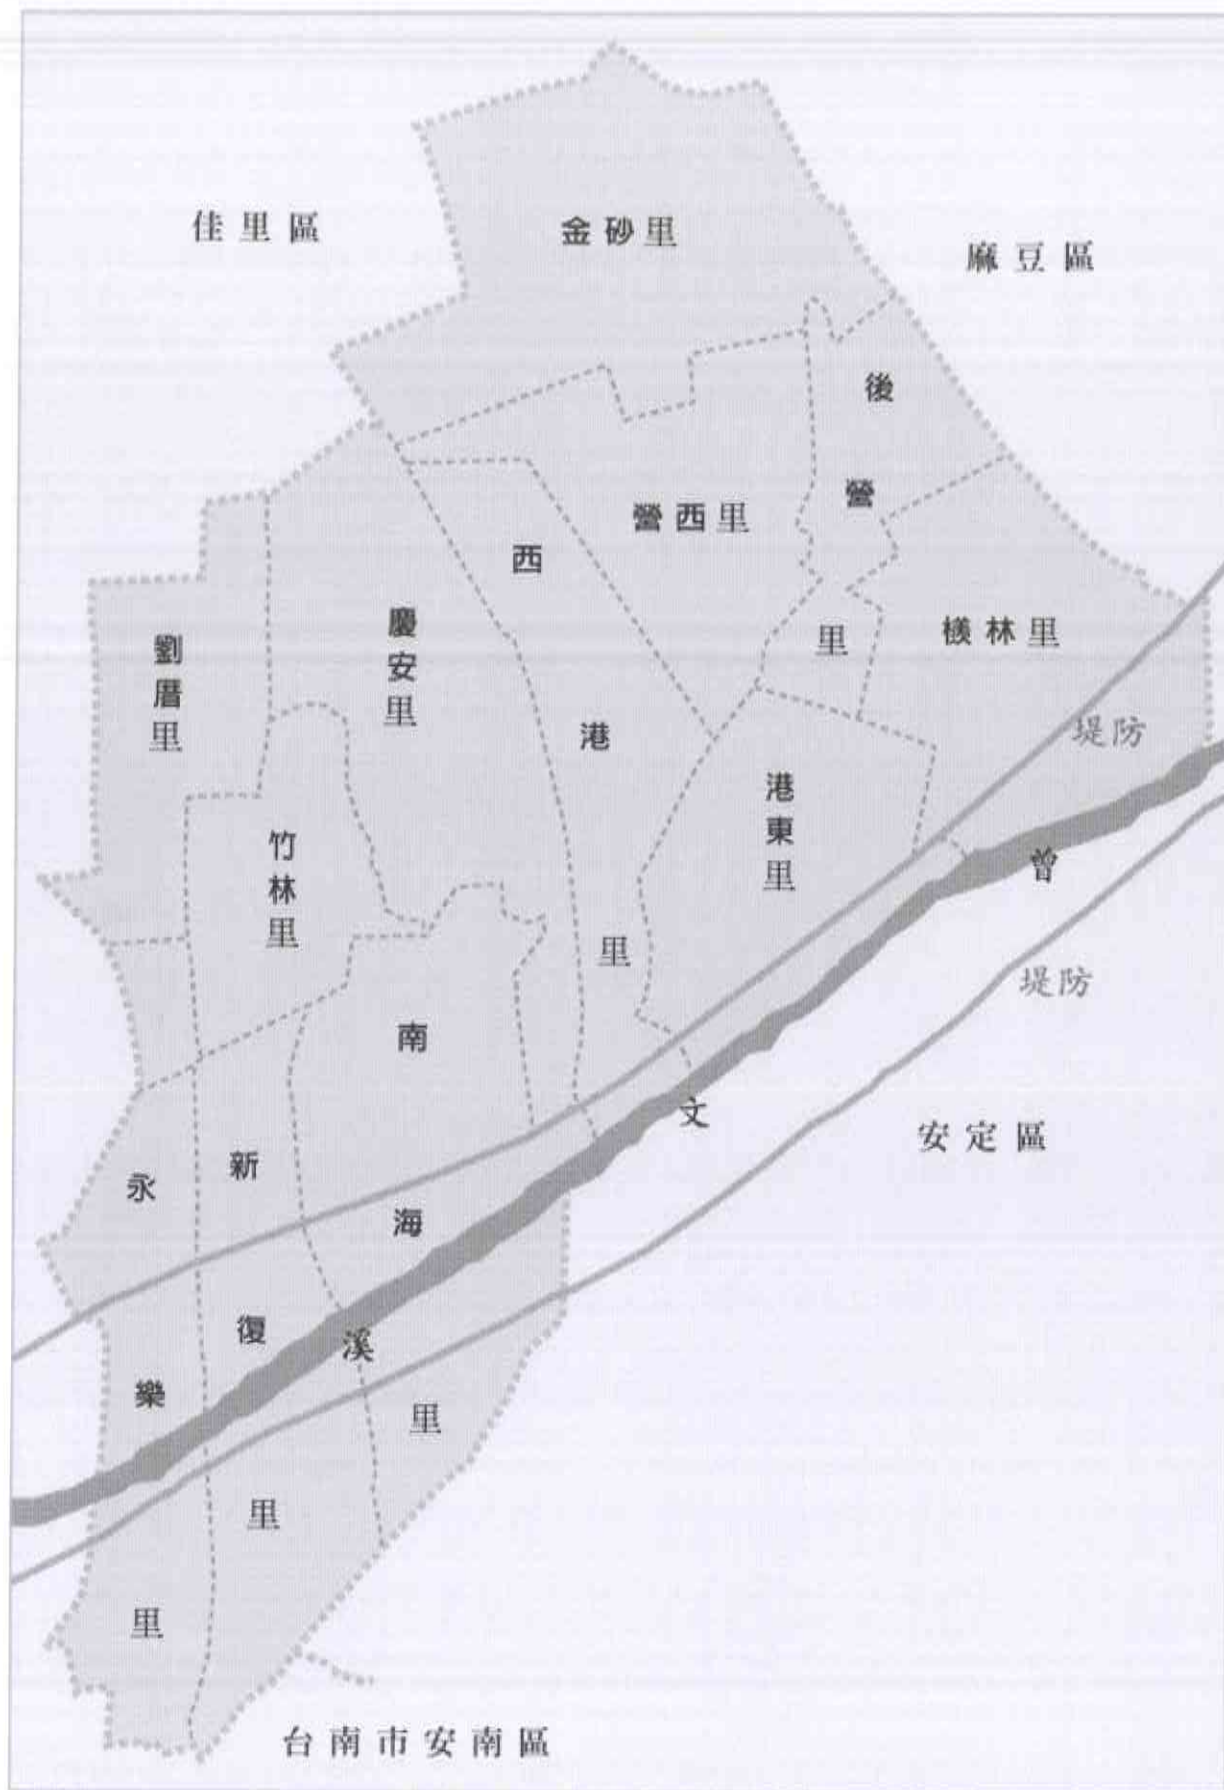 佳里區
金砂里
麻豆區
後營里
營西里
西港里
檨林里
慶安里
劉厝里
堤防
港東里
竹林里
曾文溪
堤防
南海里
安定區
永樂里
新復里
台南市安南區